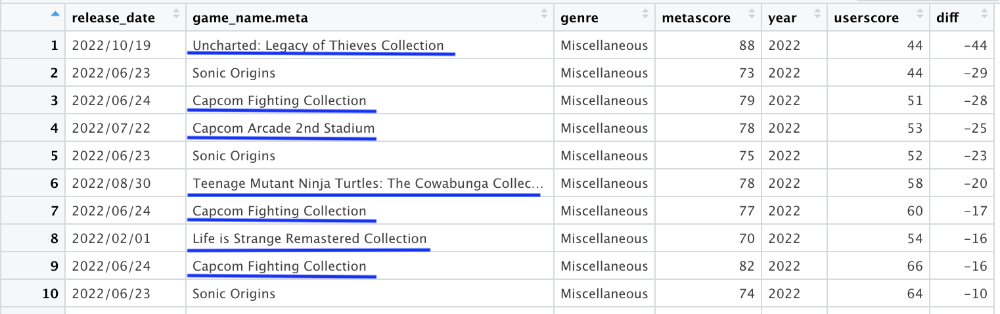 release_date game_name.meta genre metascore year userscore diff
1 2022/10/19 Uncharted: Legacy of Thieves Collection Miscellaneous 88 2022 44 -44
2 2022/06/23 Sonic Origins Miscellaneous 73 2022 44 -29
3 2022/06/24 Capcom Fighting Collection Miscellaneous 79 2022 51 -28
4 2022/07/22 Capcom Arcade 2nd Stadium Miscellaneous 78 2022 53 -25
5 2022/06/23 Sonic Origins Miscellaneous 75 2022 52 -23
6 2022/08/30 Teenage Mutant Ninja Turtles: The Cowabunga Collec... Miscellaneous 78 2022 58 -20
7 2022/06/24 Capcom Fighting Collection Miscellaneous 77 2022 60 -17
8 2022/02/01 Life is Strange Remastered Collection Miscellaneous 70 2022 54 -16
9 2022/06/24 Capcom Fighting Collection Miscellaneous 82 2022 66 -16
10 2022/06/23 Sonic Origins Miscellaneous 74 2022 64 -10